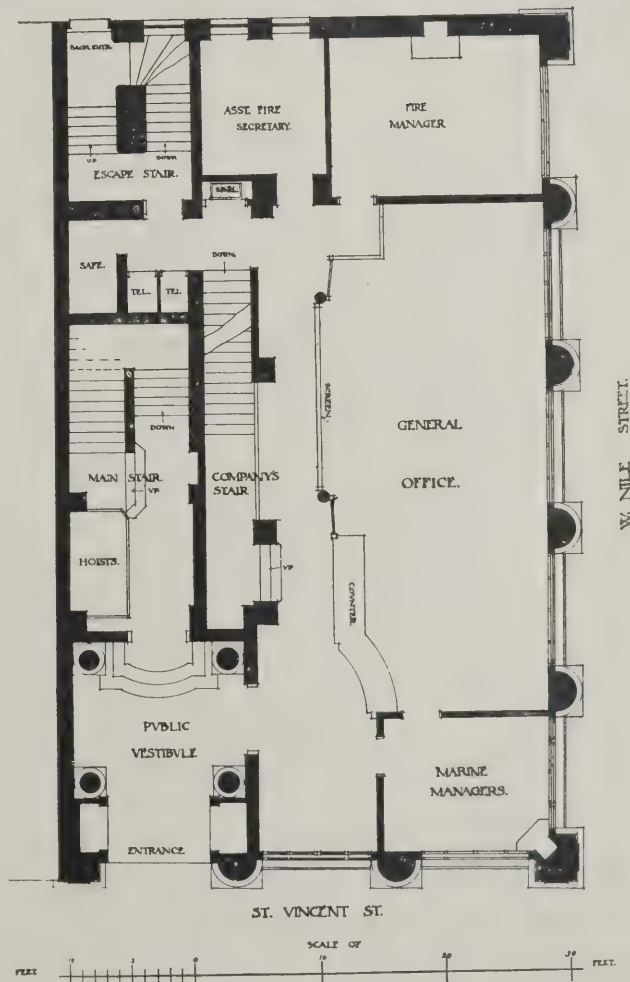 BACK ENTR.
ASST. FIRE
SECRETARY.
FIRE
MANAGER
UP
DOWN
ESCAPE STAIR.
SAFE.
DOWN.
TEL.
TEL.
SCREEN.
GENERAL
OFFICE.
W. NILE STREET.
DOWN
MAIN STAIR.
UP
COMPANY'S
STAIR
HOISTS.
UP
COUNTER.
PVBLIC
VESTIBVLE
MARINE
MANAGERS.
ENTRANCE
ST. VINCENT ST.
SCALE OF
FEET
10
5
0
10
20
30
FEET.